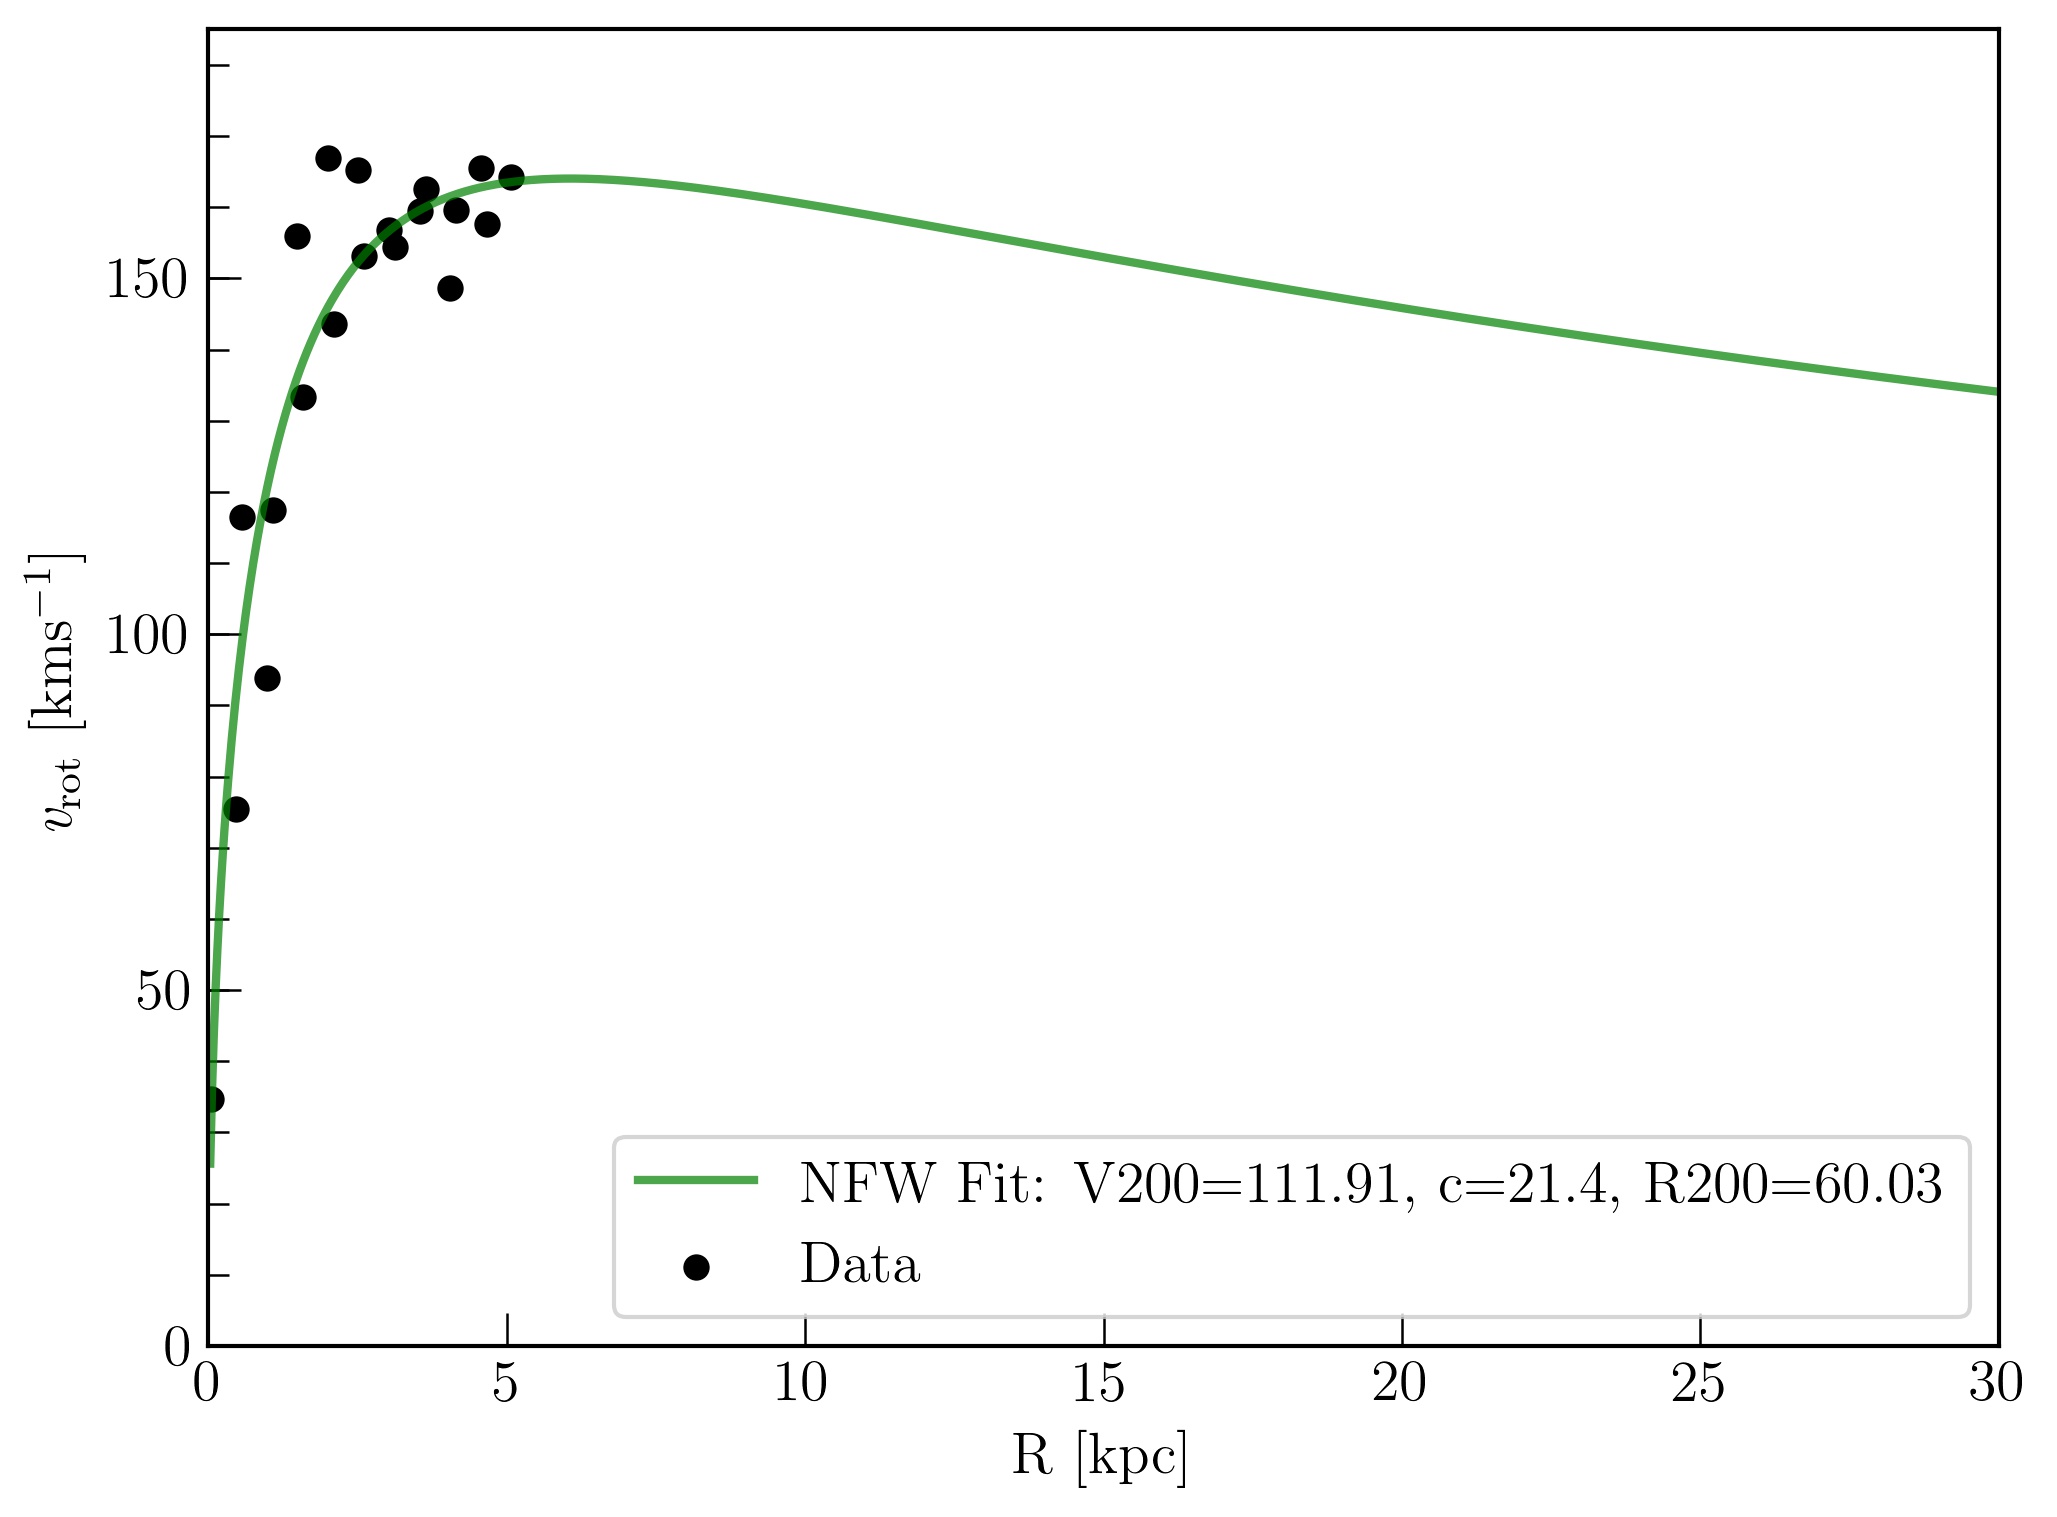 150
100
50
0
v_rot [kms⁻¹]
NFW Fit: V200=111.91, c=21.4, R200=60.03
Data
0 5 10 15 20 25 30
R [kpc]